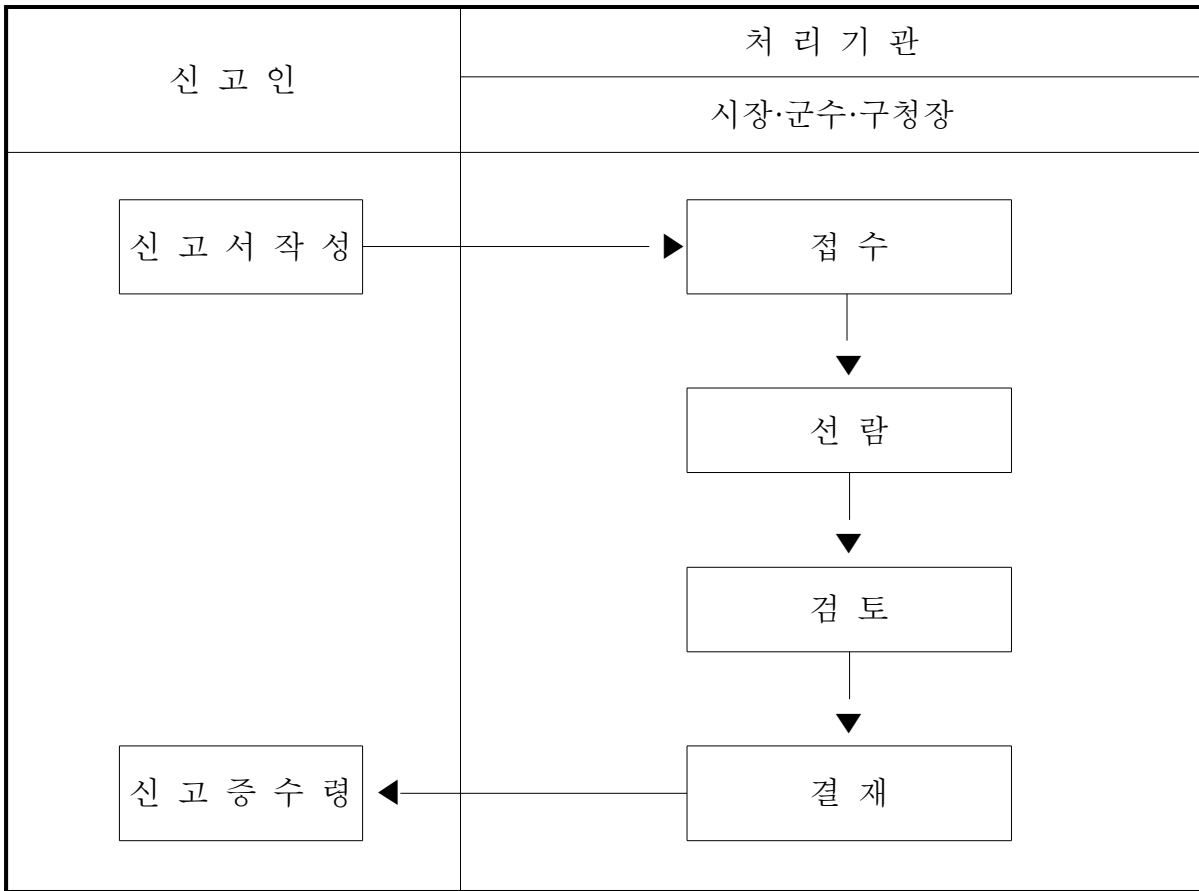 신 고 인
처 리 기 관
시장·군수·구청장
신 고 서 작 성
접 수
선 람
검 토
결 재
신 고 증 수 령